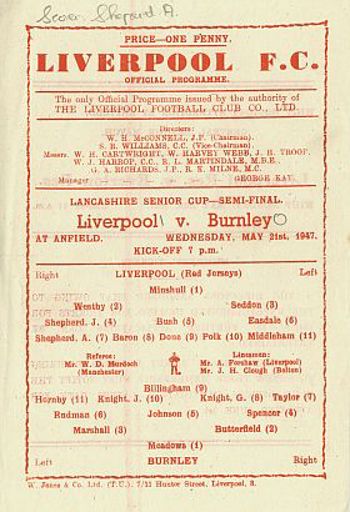 Scorer. Shepard A.
PRICE—ONE PENNY.
LIVERPOOL F.C.
OFFICIAL PROGRAMME.
The only Official Programme issued by the authority of
THE LIVERPOOL FOOTBALL CLUB CO., LTD.
Directors:
W. H. McCONNELL, J.P. (Chairman).
S. R. WILLIAMS, C.C. (Vice-Chairman).
Messrs. W. H. CARTWRIGHT, W. HARVEY WEBB, J. H. TROOP,
W. J. HARROP, C.C., R. L. MARTINDALE, M.B.E.,
G. A. RICHARDS, J.P., R. K. MILNE, M.C.
Manager GEORGE KAY.
LANCASHIRE SENIOR CUP—SEMI-FINAL.
Liverpool 1 v. Burnley 0
AT ANFIELD. WEDNESDAY, MAY 21st, 1947.
KICK-OFF 7 p.m.
Right LIVERPOOL (Red Jerseys) Left
Minshull (1)
Westby (2) Seddon (3)
Shepherd, J. (4) Bush (5) Easdale (6)
Shepherd, A. (7) Baron (8) Done (9) Polk (10) Middleham (11)
Referee: Linesmen:
Mr. W. D. Murdoch Mr. A. Forshaw (Liverpool)
(Manchester) Mr. J. H. Clough (Bolton)
Billingham (9)
Hornby (11) Knight, J. (10) Knight, G. (8) Taylor (7)
Rudman (6) Johnson (5) Spencer (4)
Marshall (3) Butterfield (2)
Meadows (1)
Left BURNLEY Right
W. Jones & Co. Ltd. (T.U.), 7/11 Hunter Street, Liverpool, 3.